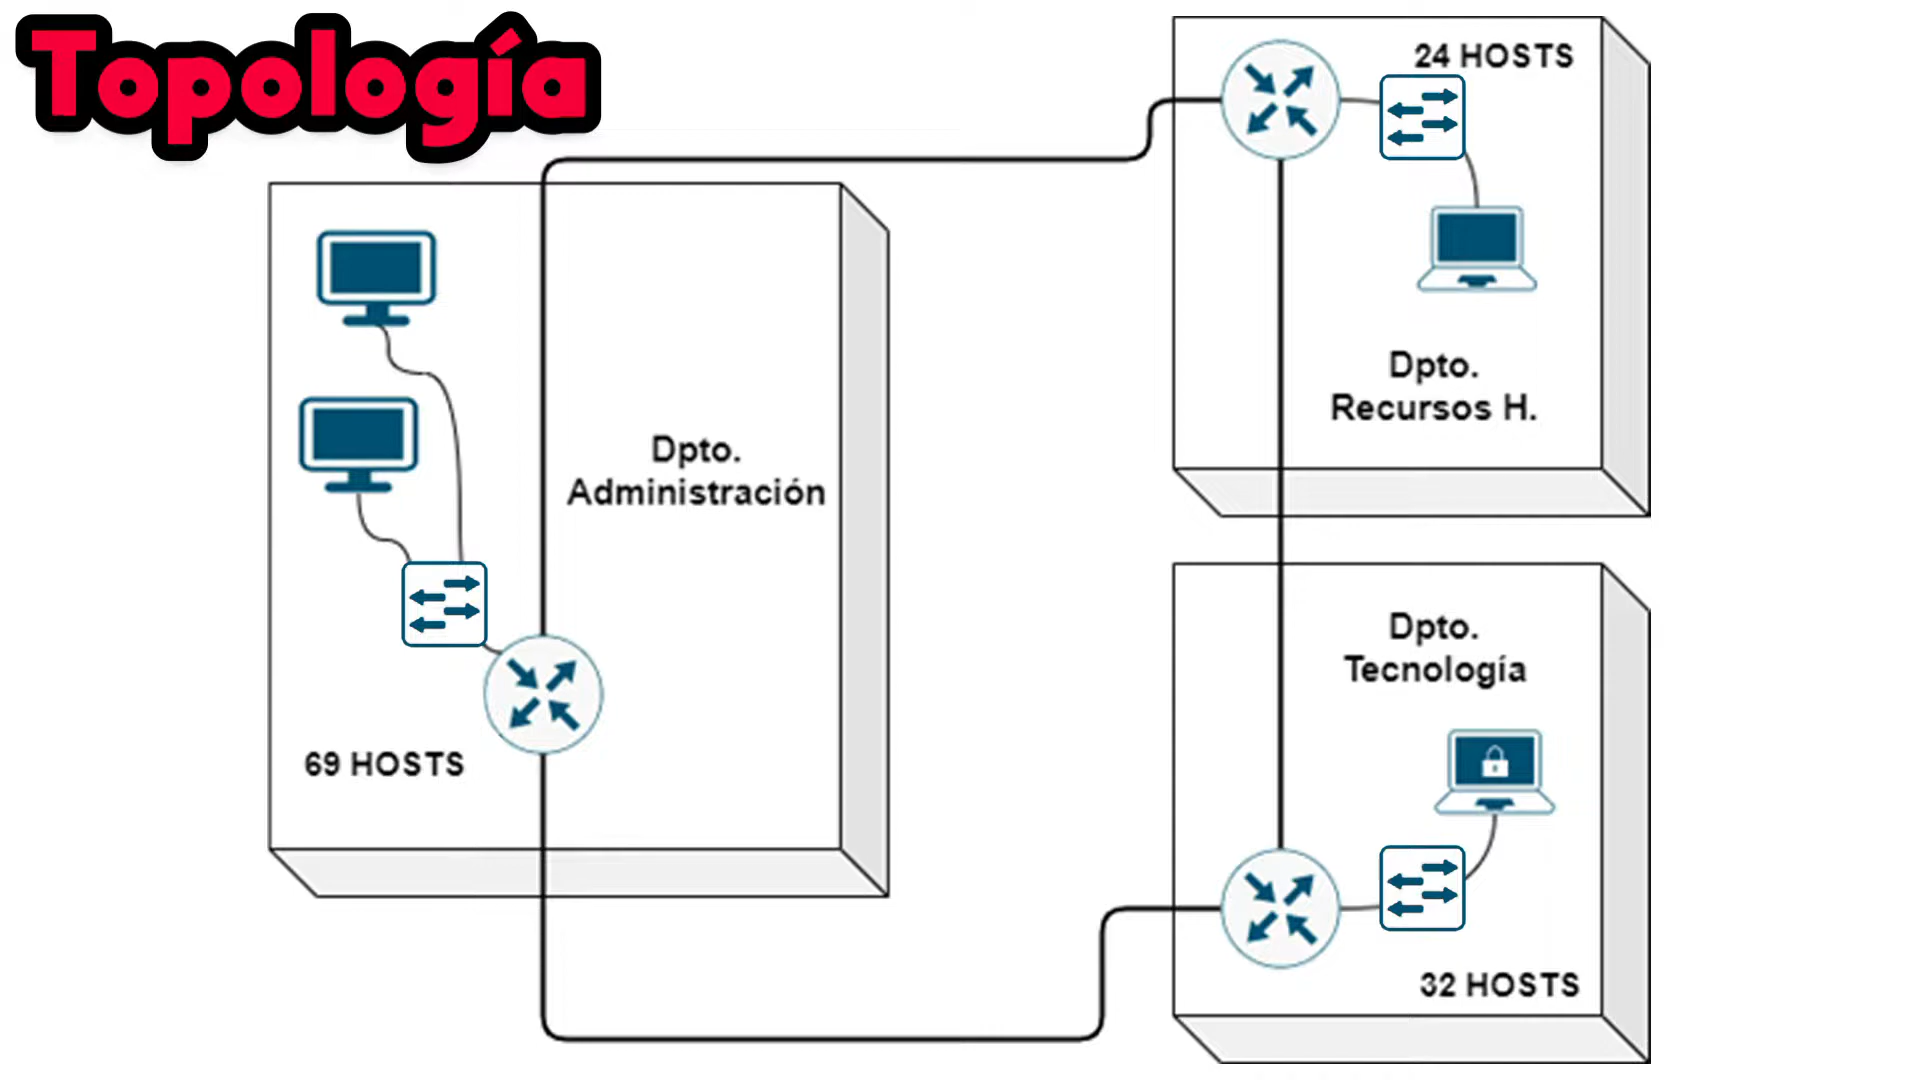 Topología
24 HOSTS
Dpto.
Recursos H.
Dpto.
Administración
69 HOSTS
Dpto.
Tecnología
32 HOSTS